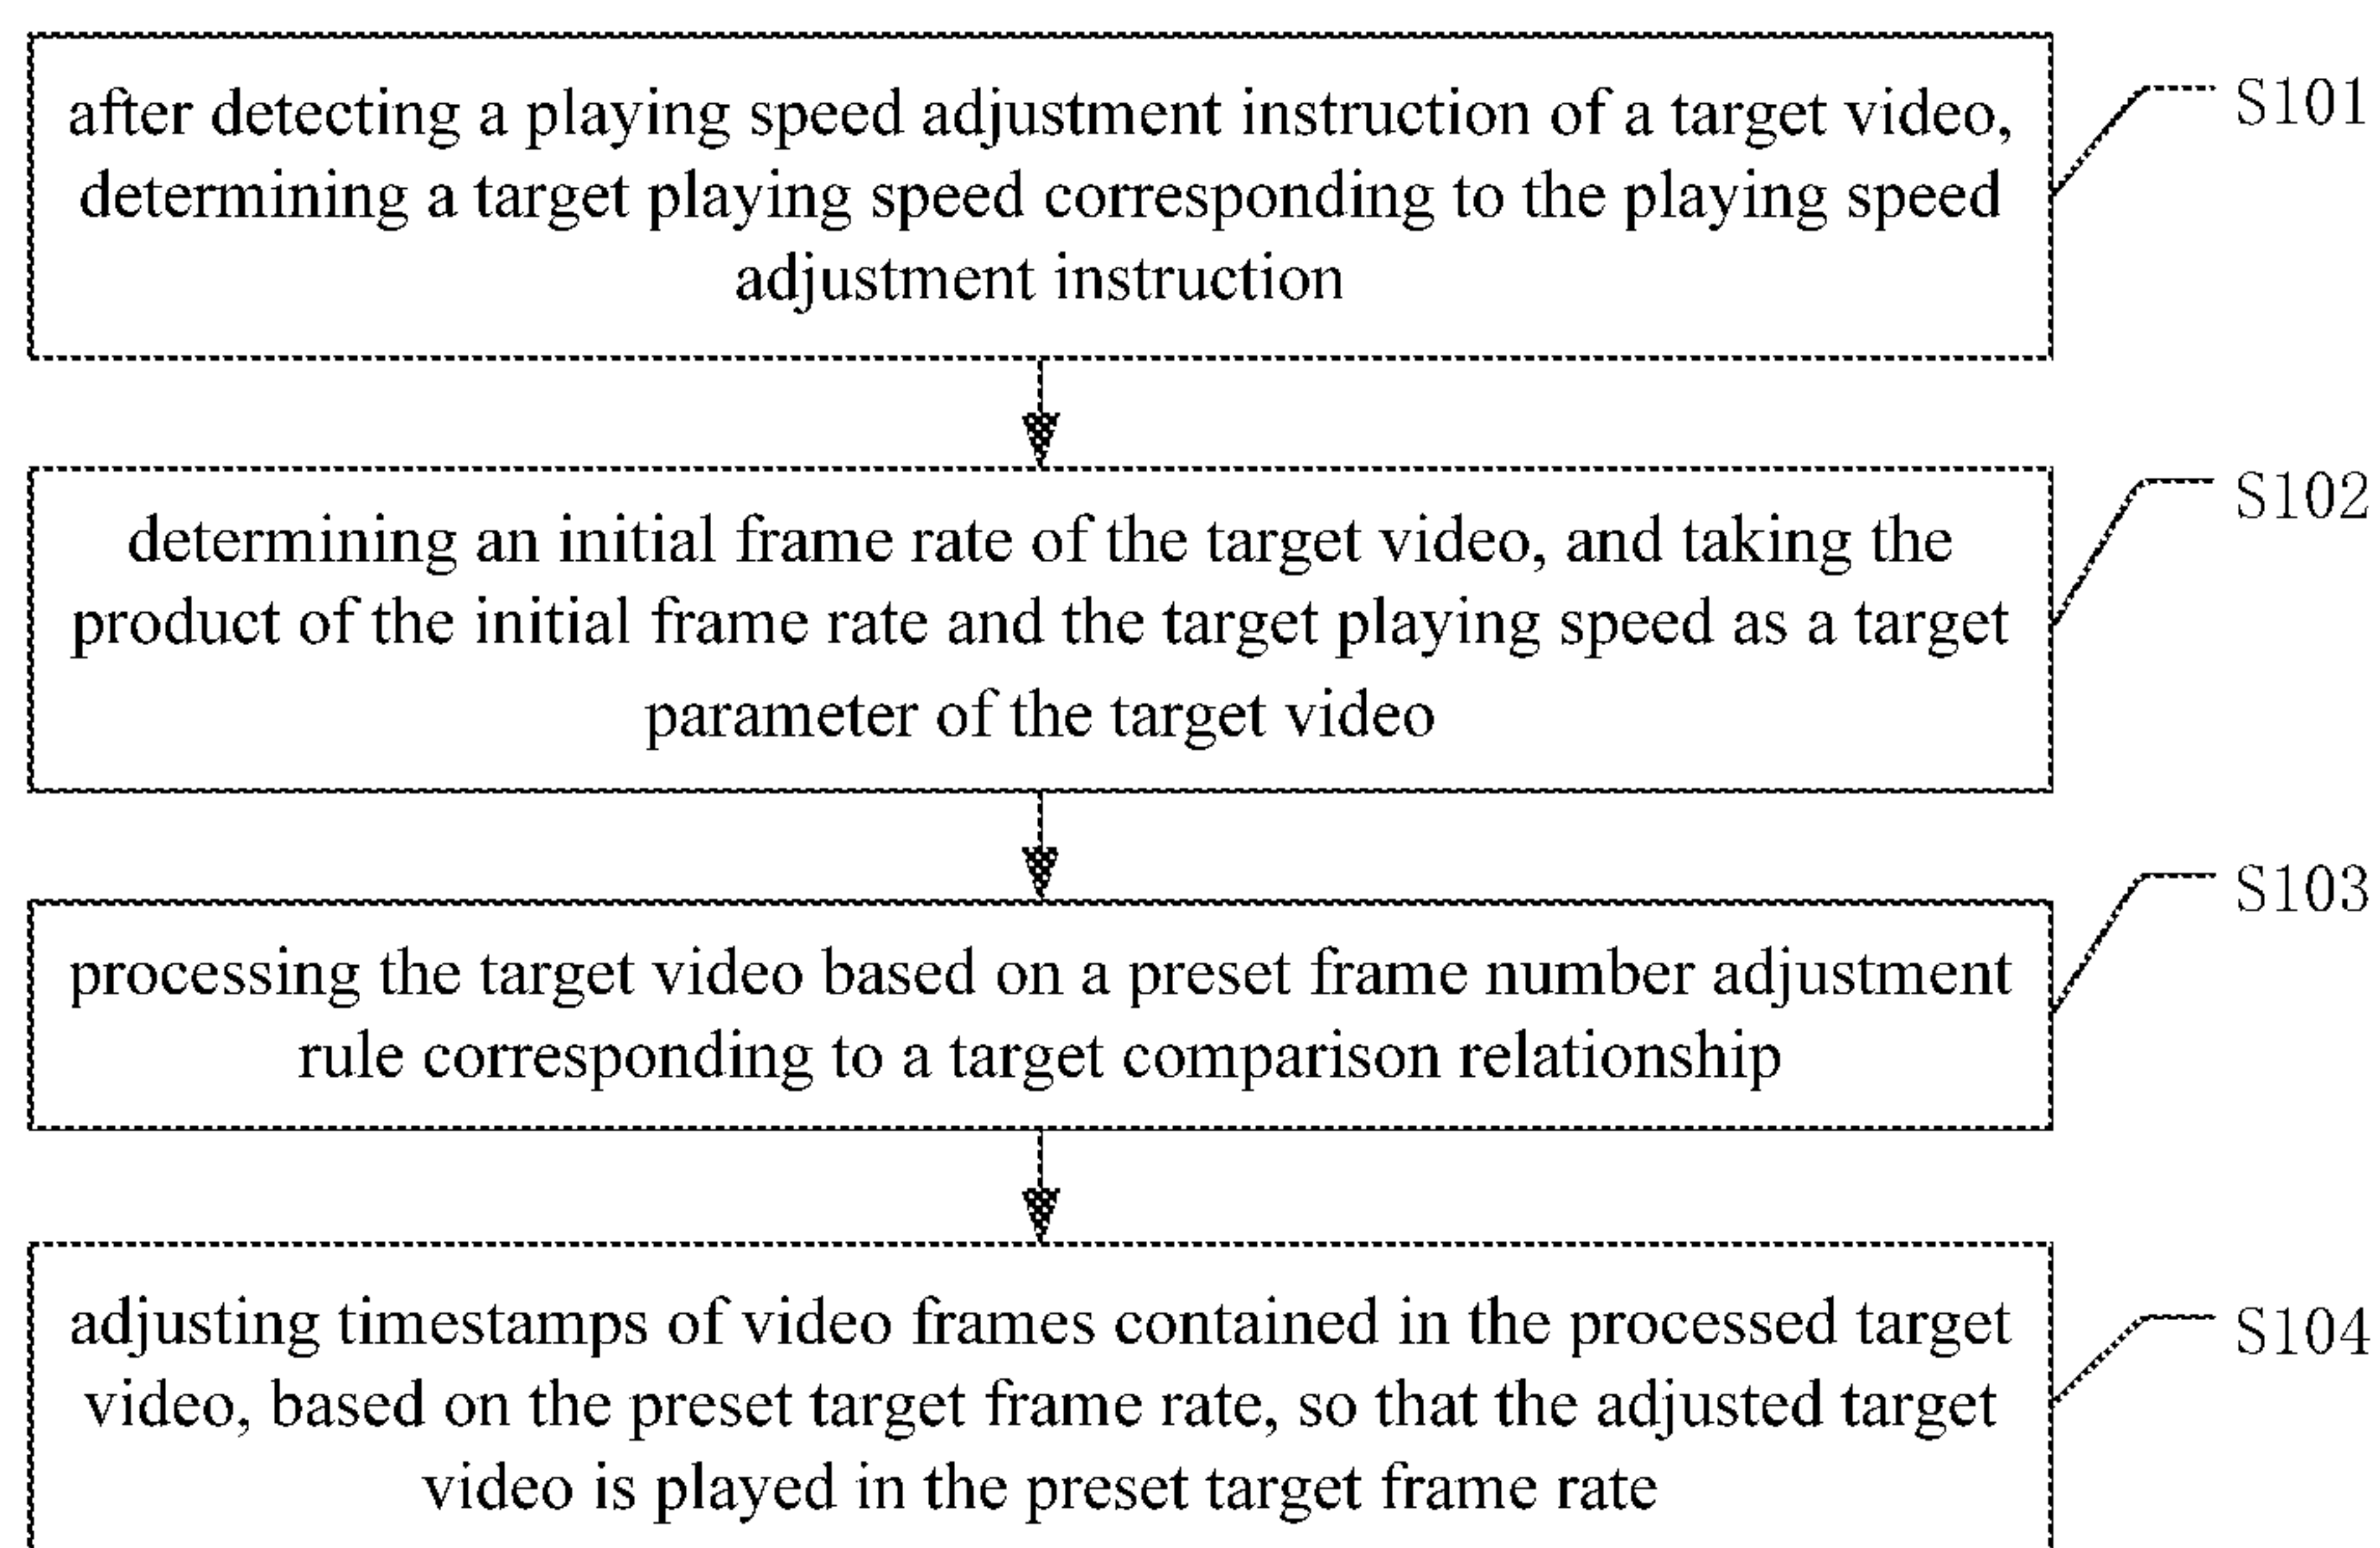 after detecting a playing speed adjustment instruction of a target video,
determining a target playing speed corresponding to the playing speed
adjustment instruction
S101
determining an initial frame rate of the target video, and taking the
product of the initial frame rate and the target playing speed as a target
parameter of the target video
S102
processing the target video based on a preset frame number adjustment
rule corresponding to a target comparison relationship
S103
adjusting timestamps of video frames contained in the processed target
video, based on the preset target frame rate, so that the adjusted target
video is played in the preset target frame rate
S104